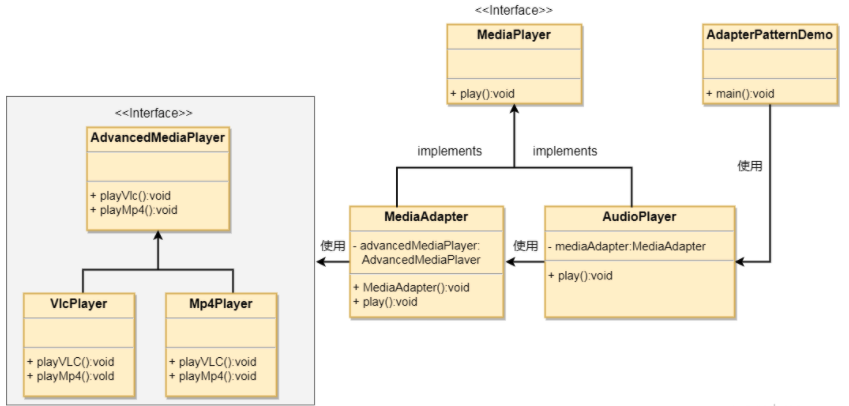 <<Interface>>
MediaPlayer
+ play():void
AdapterPatternDemo
+ main():void
<<Interface>>
AdvancedMediaPlayer
+ playVlc():void
+ playMp4():void
implements
implements
使用
MediaAdapter
- advancedMediaPlayer:
AdvancedMediaPlaver
+ MediaAdapter():void
+ play():void
AudioPlayer
- mediaAdapter:MediaAdapter
+ play():void
使用
使用
VlcPlayer
+ playVLC():void
+ playMp4():void
Mp4Player
+ playVLC():void
+ playMp4():void